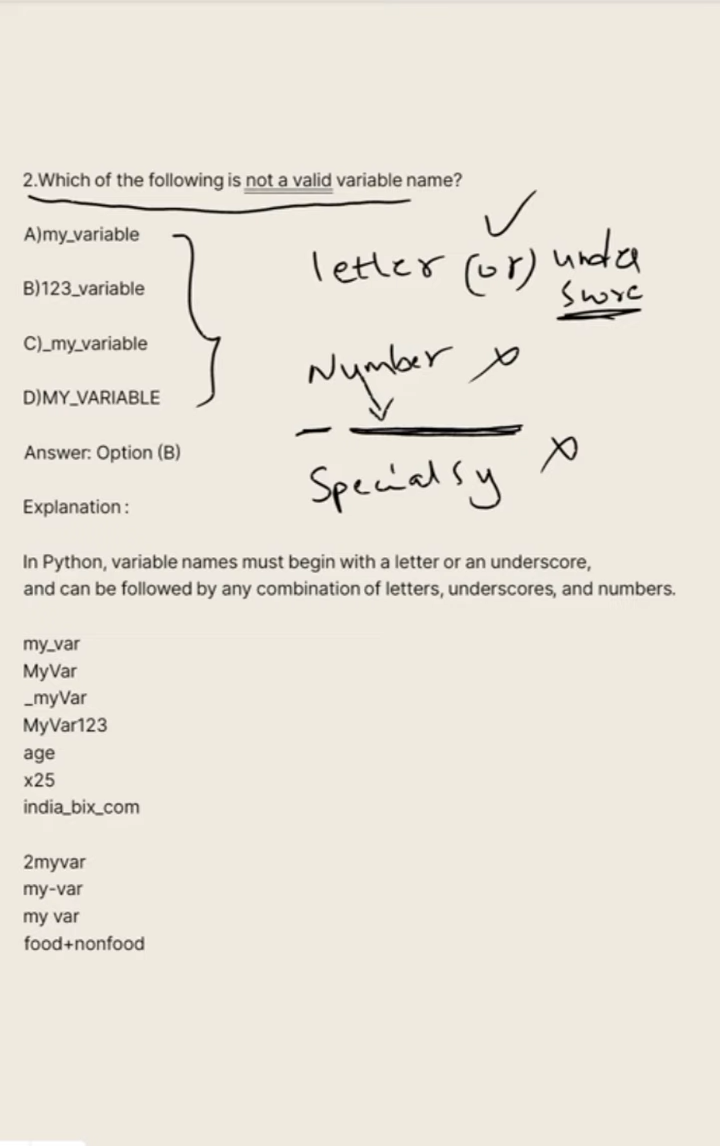 2.Which of the following is not a valid variable name?
A)my_variable
B)123_variable
C)_my_variable
D)MY_VARIABLE
Answer: Option (B)
Explanation :
letter (or) under
score
Number x
Special sy x
In Python, variable names must begin with a letter or an underscore,
and can be followed by any combination of letters, underscores, and numbers.
my_var
MyVar
_myVar
MyVar123
age
x25
india_bix_com
2myvar
my-var
my var
food+nonfood